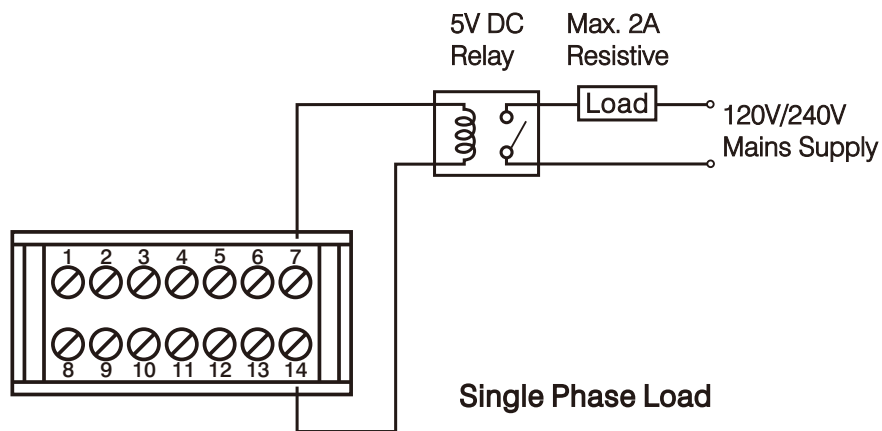 5V DC
Relay
Max. 2A
Resistive
Load
120V/240V
Mains Supply
1 2 3 4 5 6 7
8 9 10 11 12 13 14
Single Phase Load